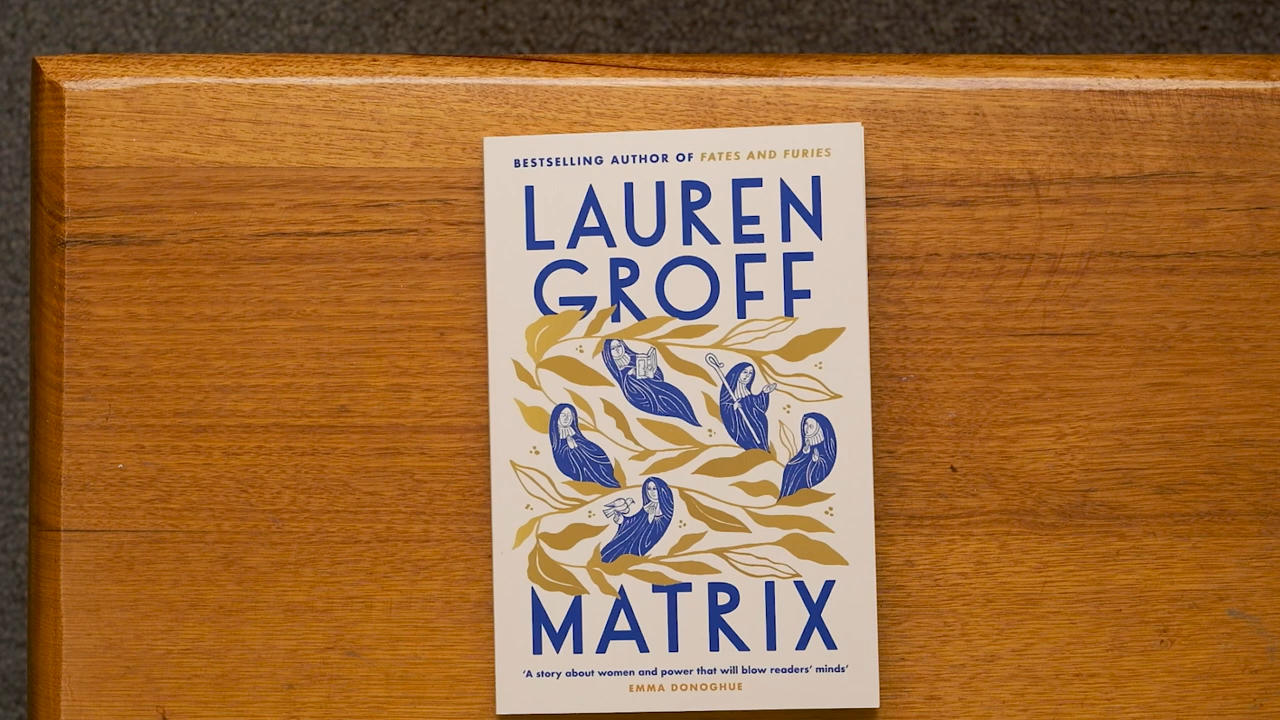 BESTSELLING AUTHOR OF FATES AND FURIES
LAUREN
GROFF
MATRIX
‘A story about women and power that will blow readers’ minds’
EMMA DONOGHUE